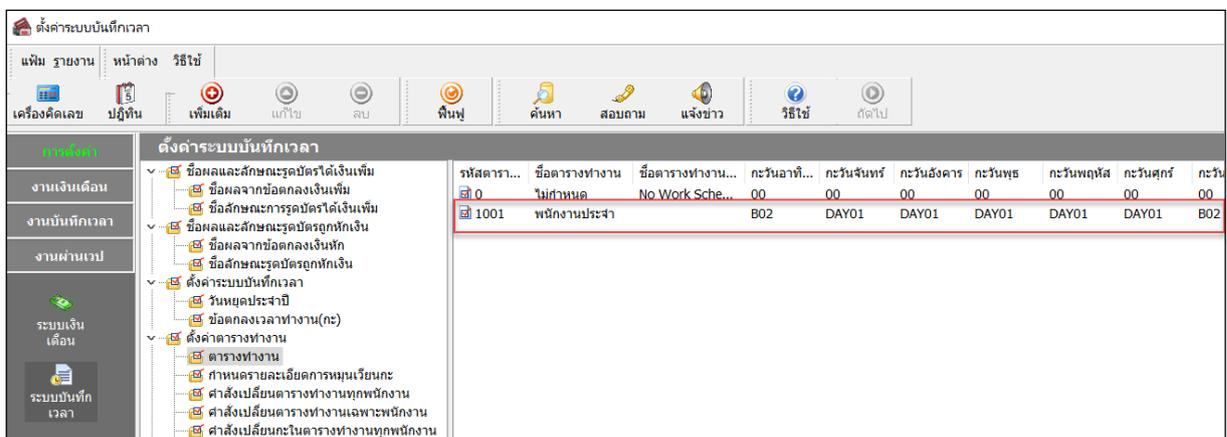 ตั้งค่าระบบบันทึกเวลา
แฟ้ม รายงาน หน้าต่าง วิธีใช้
เครื่องคิดเลข ปฏิทิน เพิ่มเติม แก้ไข ลบ ฟื้นฟู ค้นหา สอบถาม แจ้งข่าว วิธีใช้ ถัดไป
การตั้งค่า
งานเงินเดือน
งานบันทึกเวลา
งานผ่านเวป
ระบบเงิน
เดือน
ระบบบันทึก
เวลา
ตั้งค่าระบบบันทึกเวลา
ชื่อผลและลักษณะรูดบัตรได้เงินเพิ่ม
ชื่อผลจากข้อตกลงเงินเพิ่ม
ชื่อลักษณะการรูดบัตรได้เงินเพิ่ม
ชื่อผลและลักษณะรูดบัตรถูกหักเงิน
ชื่อผลจากข้อตกลงเงินหัก
ชื่อลักษณะรูดบัตรถูกหักเงิน
ตั้งค่าระบบบันทึกเวลา
วันหยุดประจำปี
ข้อตกลงเวลาทำงาน(กะ)
ตั้งค่าตารางทำงาน
ตารางทำงาน
กำหนดรายละเอียดการหมุนเวียนกะ
คำสั่งเปลี่ยนตารางทำงานทุกพนักงาน
คำสั่งเปลี่ยนตารางทำงานเฉพาะพนักงาน
คำสั่งเปลี่ยนกะในตารางทำงานทุกพนักงาน
รหัสตารา... ชื่อตารางทำงาน ชื่อตารางทำงาน... กะวันอาทิ... กะวันจันทร์ กะวันอังคาร กะวันพุธ กะวันพฤหัส กะวันศุกร์ กะวัน
0 ไม่กำหนด No Work Sche... 00 00 00 00 00 00 00
1001 พนักงานประจำ B02 DAY01 DAY01 DAY01 DAY01 DAY01 B02